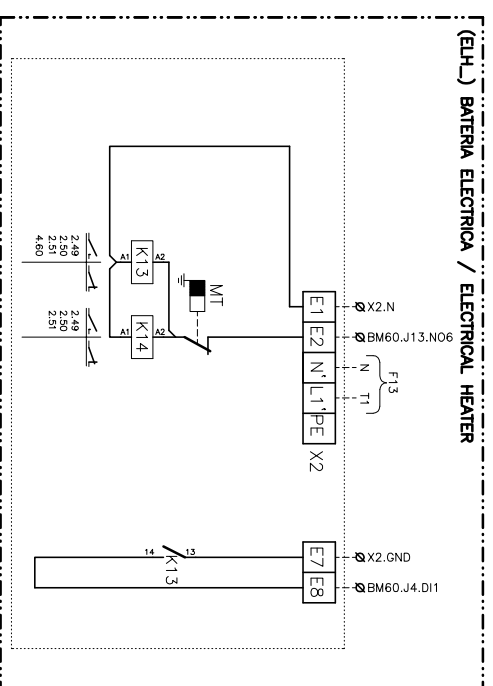 (ELH_) BATERIA ELECTRICA / ELECTRICAL HEATER
X2.N
BM60.J13.NO6
F13
N
T1
E1
E2
N'
L1'
PE
X2
X2.GND
BM60.J4.DI1
E7
E8
MT
A1
K13
A2
A1
K14
A2
14
13
K13
2.49
2.50
2.51
4.60
2.49
2.50
2.51